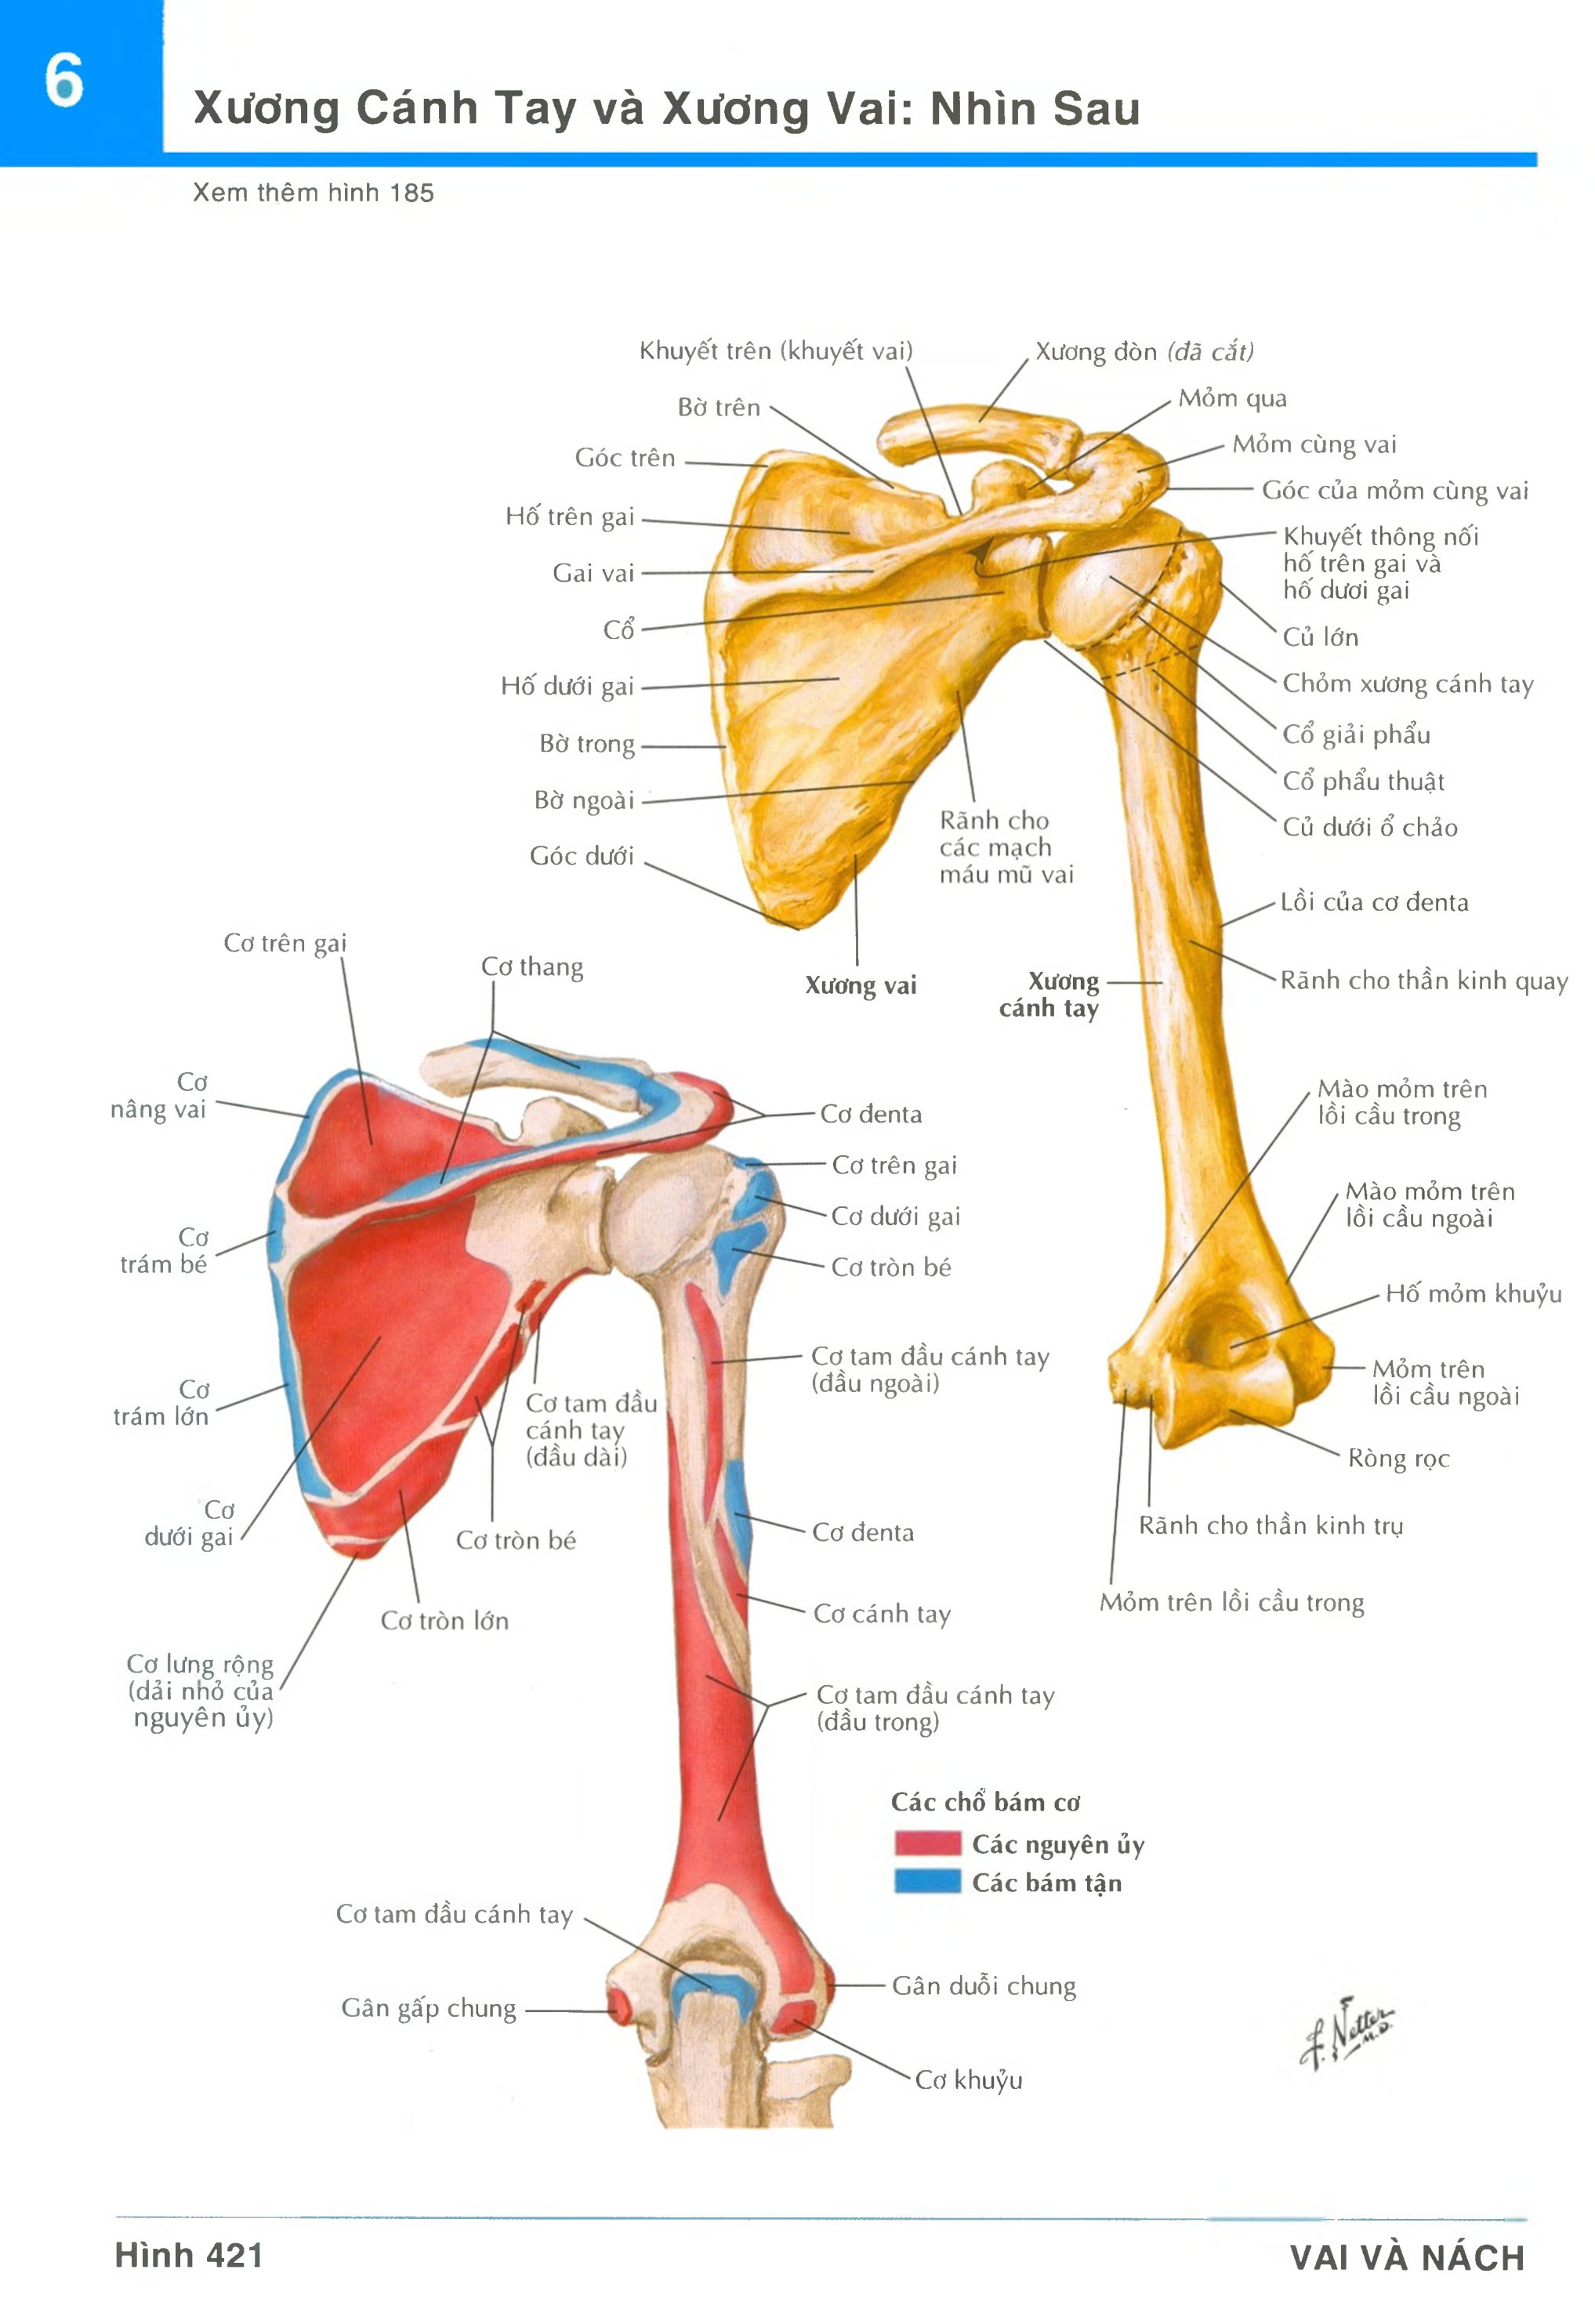 6
Xương Cánh Tay và Xương Vai: Nhìn Sau
Xem thêm hình 185
Khuyết trên (khuyết vai)
Xương đòn (đã cắt)
Bờ trên
Mỏm quạ
Góc trên
Mỏm cùng vai
Góc của mỏm cùng vai
Hố trên gai
Khuyết thông nối
hố trên gai và
hố dươi gai
Gai vai
Cổ
Củ lớn
Hố dưới gai
Chỏm xương cánh tay
Bờ trong
Cổ giải phẩu
Cổ phẩu thuật
Bờ ngoài
Củ dưới ổ chảo
Góc dưới
Rãnh cho
các mạch
máu mũ vai
Lồi của cơ đenta
Rãnh cho thần kinh quay
Xương vai
Xương
cánh tay
Mào mỏm trên
lồi cầu trong
Mào mỏm trên
lồi cầu ngoài
Hố mỏm khuỷu
Mỏm trên
lồi cầu ngoài
Ròng rọc
Rãnh cho thần kinh trụ
Mỏm trên lồi cầu trong
Cơ trên gai
Cơ thang
Cơ
nâng vai
Cơ đenta
Cơ trên gai
Cơ dưới gai
Cơ
trám bé
Cơ tròn bé
Cơ tam đầu cánh tay
(đầu ngoài)
Cơ
trám lớn
Cơ tam đầu
cánh tay
(đầu dài)
Cơ
dưới gai
Cơ tròn bé
Cơ đenta
Cơ tròn lớn
Cơ cánh tay
Cơ lưng rộng
(dải nhỏ của
nguyên ủy)
Cơ tam đầu cánh tay
(đầu trong)
Các chổ bám cơ
Các nguyên ủy
Các bám tận
Cơ tam đầu cánh tay
Gân duỗi chung
Gân gấp chung
Cơ khuỷu
F. Netter
M.D.
Hình 421
VAI VÀ NÁCH